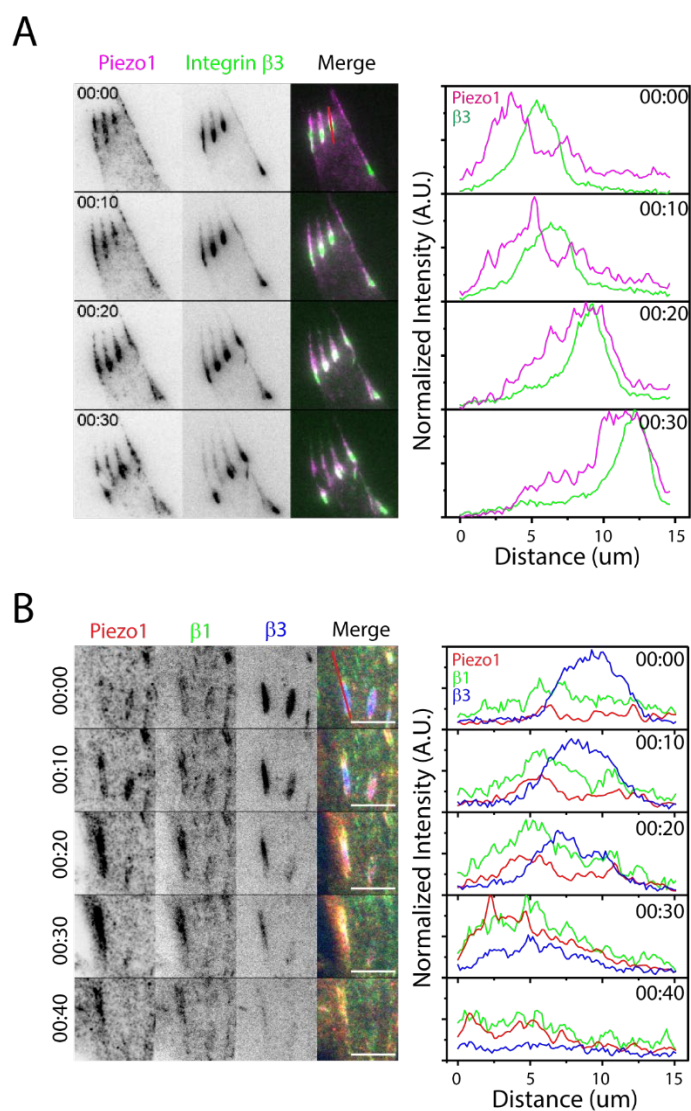 A
Piezo1 Integrin β3 Merge
00:00
00:10
00:20
00:30
Normalized Intensity (A.U.)
Piezo1
β3
00:00
00:10
00:20
00:30
0 5 10 15
Distance (um)
B
Piezo1 β1 β3 Merge
00:00
00:10
00:20
00:30
00:40
Normalized Intensity (A.U.)
Piezo1
β1
β3
00:00
00:10
00:20
00:30
00:40
0 5 10 15
Distance (um)